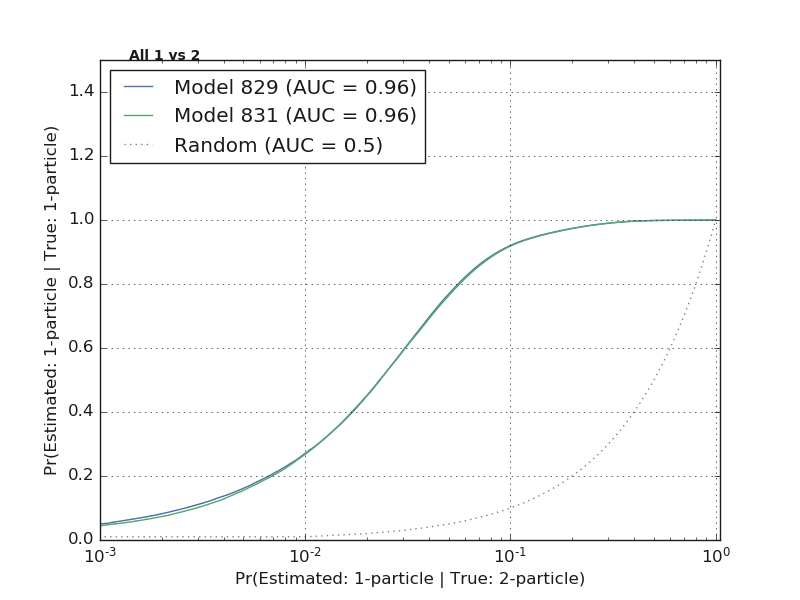 All 1 vs 2
Model 829 (AUC = 0.96)
Model 831 (AUC = 0.96)
Random (AUC = 0.5)
1.4
1.2
1.0
0.8
0.6
0.4
0.2
0.0
Pr(Estimated: 1-particle | True: 1-particle)
10^-3 10^-2 10^-1 10^0
Pr(Estimated: 1-particle | True: 2-particle)